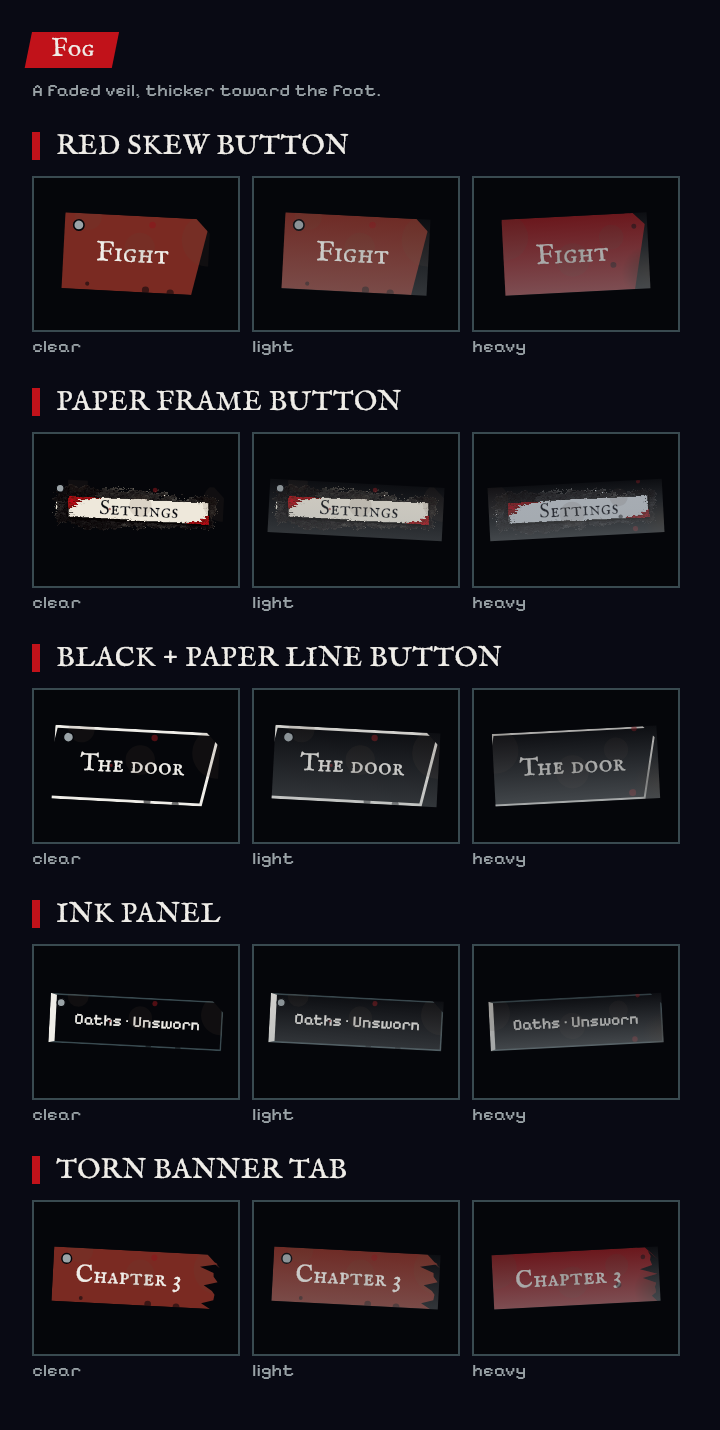 Fog
A faded veil, thicker toward the foot.
RED SKEW BUTTON
Fight
Fight
Fight
clear
light
heavy
PAPER FRAME BUTTON
Settings
Settings
Settings
clear
light
heavy
BLACK + PAPER LINE BUTTON
The door
The door
The door
clear
light
heavy
INK PANEL
Oaths · Unsworn
Oaths · Unsworn
Oaths · Unsworn
clear
light
heavy
TORN BANNER TAB
Chapter 3
Chapter 3
Chapter 3
clear
light
heavy